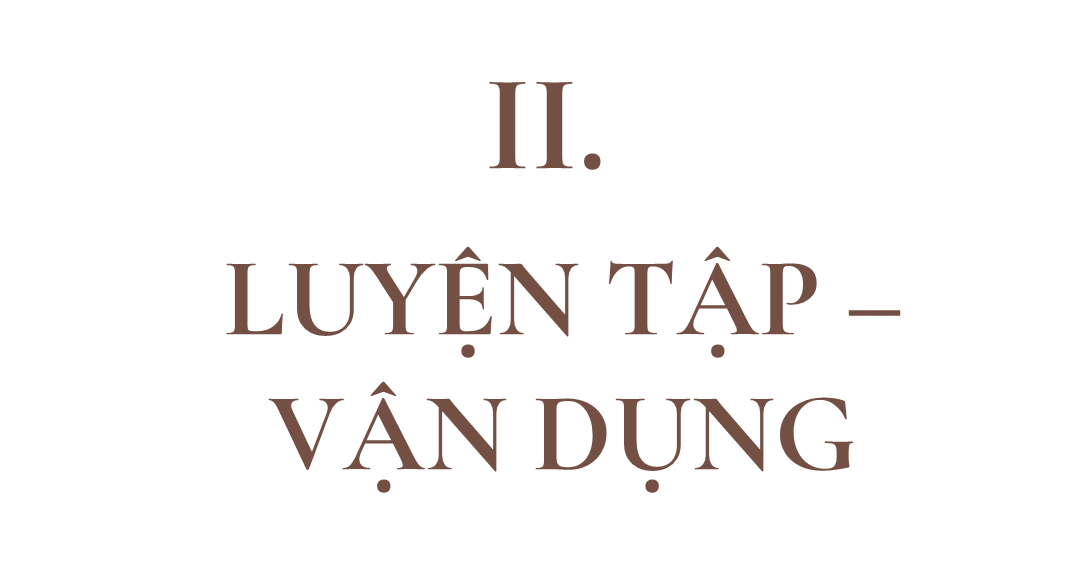 II.
LUYỆN TẬP –
VẬN DỤNG